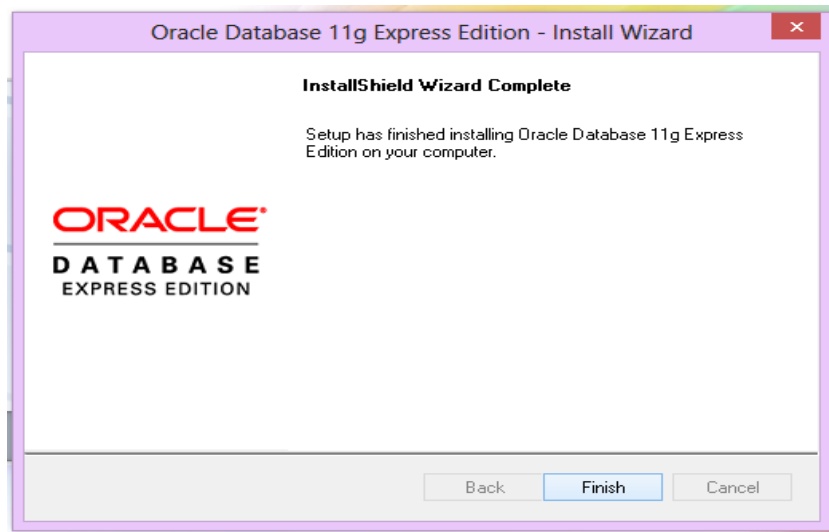 Oracle Database 11g Express Edition - Install Wizard
InstallShield Wizard Complete
Setup has finished installing Oracle Database 11g Express
Edition on your computer.
ORACLE
DATABASE
EXPRESS EDITION
Back
Finish
Cancel